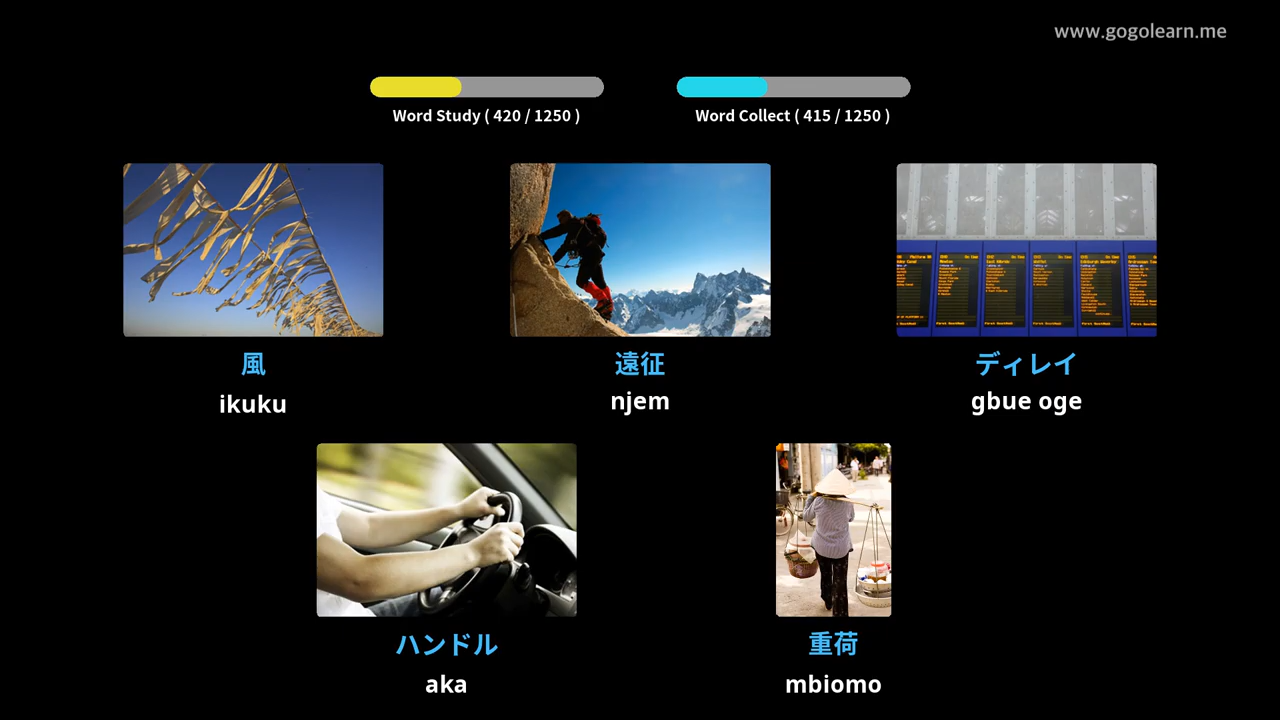 www.gogolearn.me
Word Study ( 420 / 1250 )
Word Collect ( 415 / 1250 )
風
ikuku
遠征
njem
ディレイ
gbue oge
ハンドル
aka
重荷
mbiomo